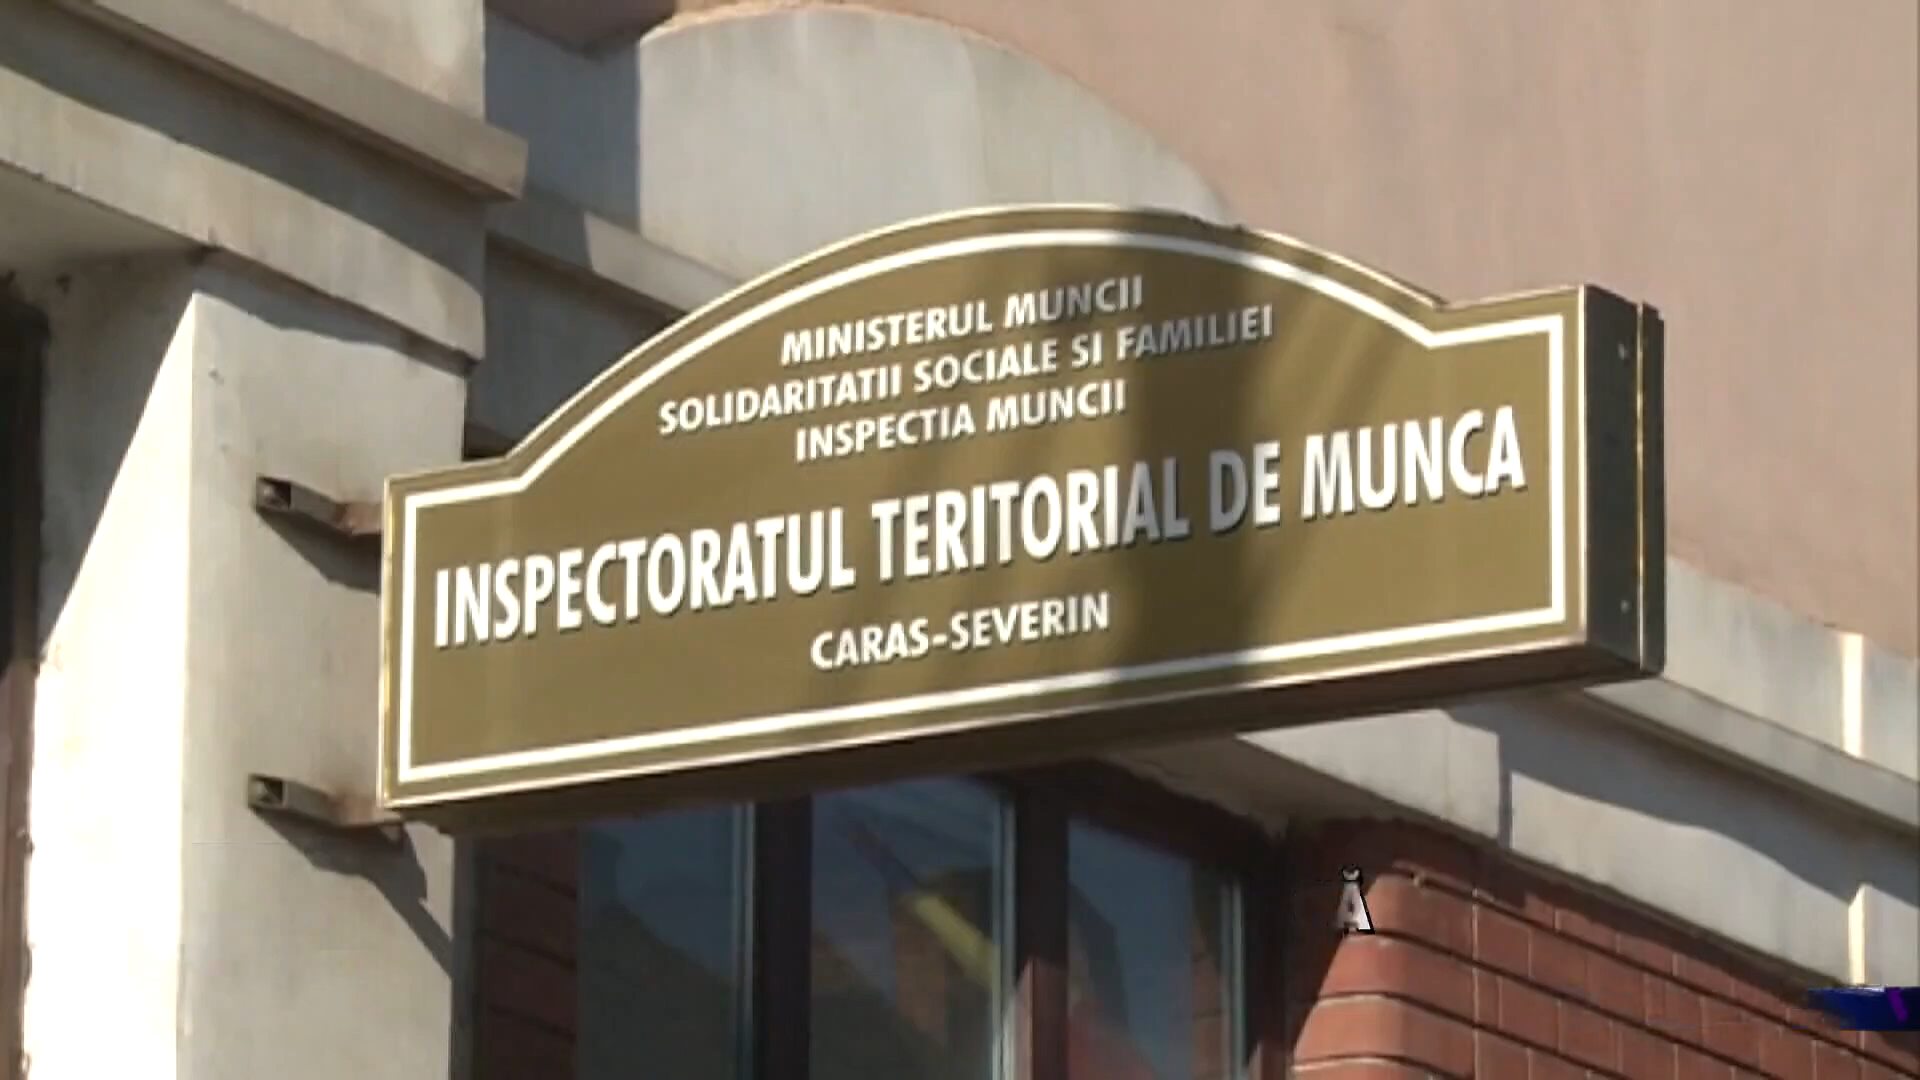 MINISTERUL MUNCII
SOLIDARITATII SOCIALE SI FAMILIEI
INSPECTIA MUNCII
INSPECTORATUL TERITORIAL DE MUNCA
CARAS-SEVERIN
Ă